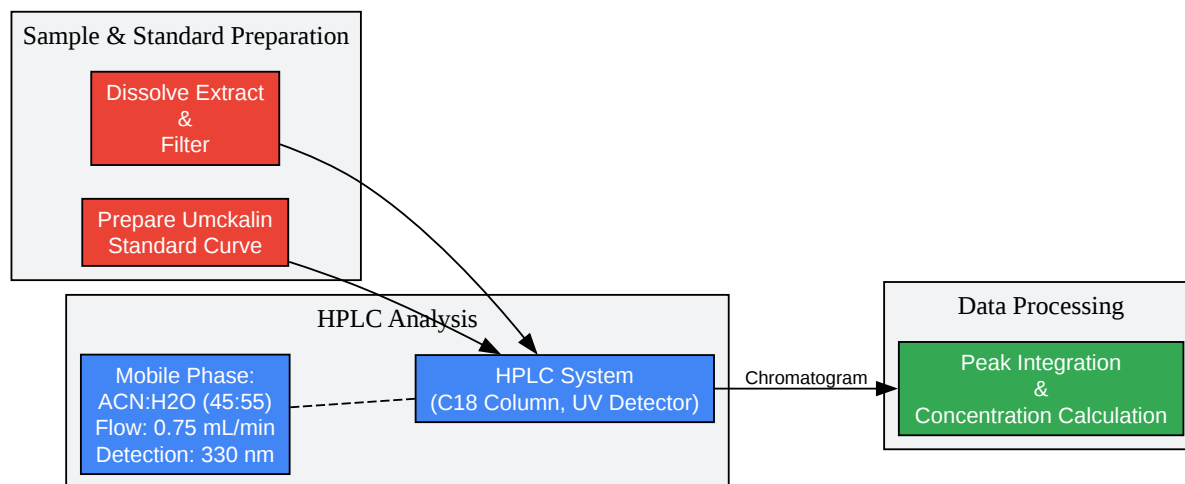 Sample & Standard Preparation
Dissolve Extract
&
Filter
Prepare Umckalin
Standard Curve
HPLC Analysis
Mobile Phase:
ACN:H2O (45:55)
Flow: 0.75 mL/min
Detection: 330 nm
HPLC System
(C18 Column, UV Detector)
Chromatogram
Data Processing
Peak Integration
&
Concentration Calculation